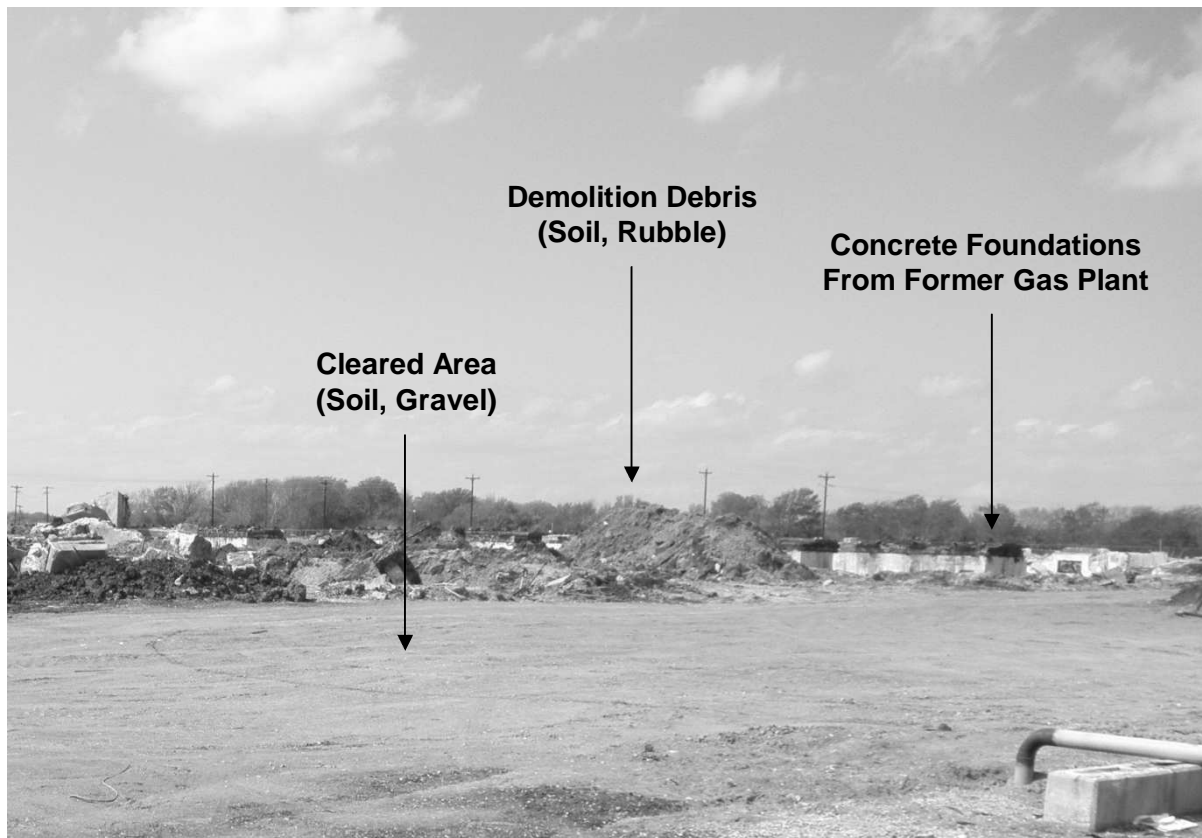 Demolition Debris
(Soil, Rubble)
Concrete Foundations
From Former Gas Plant
Cleared Area
(Soil, Gravel)